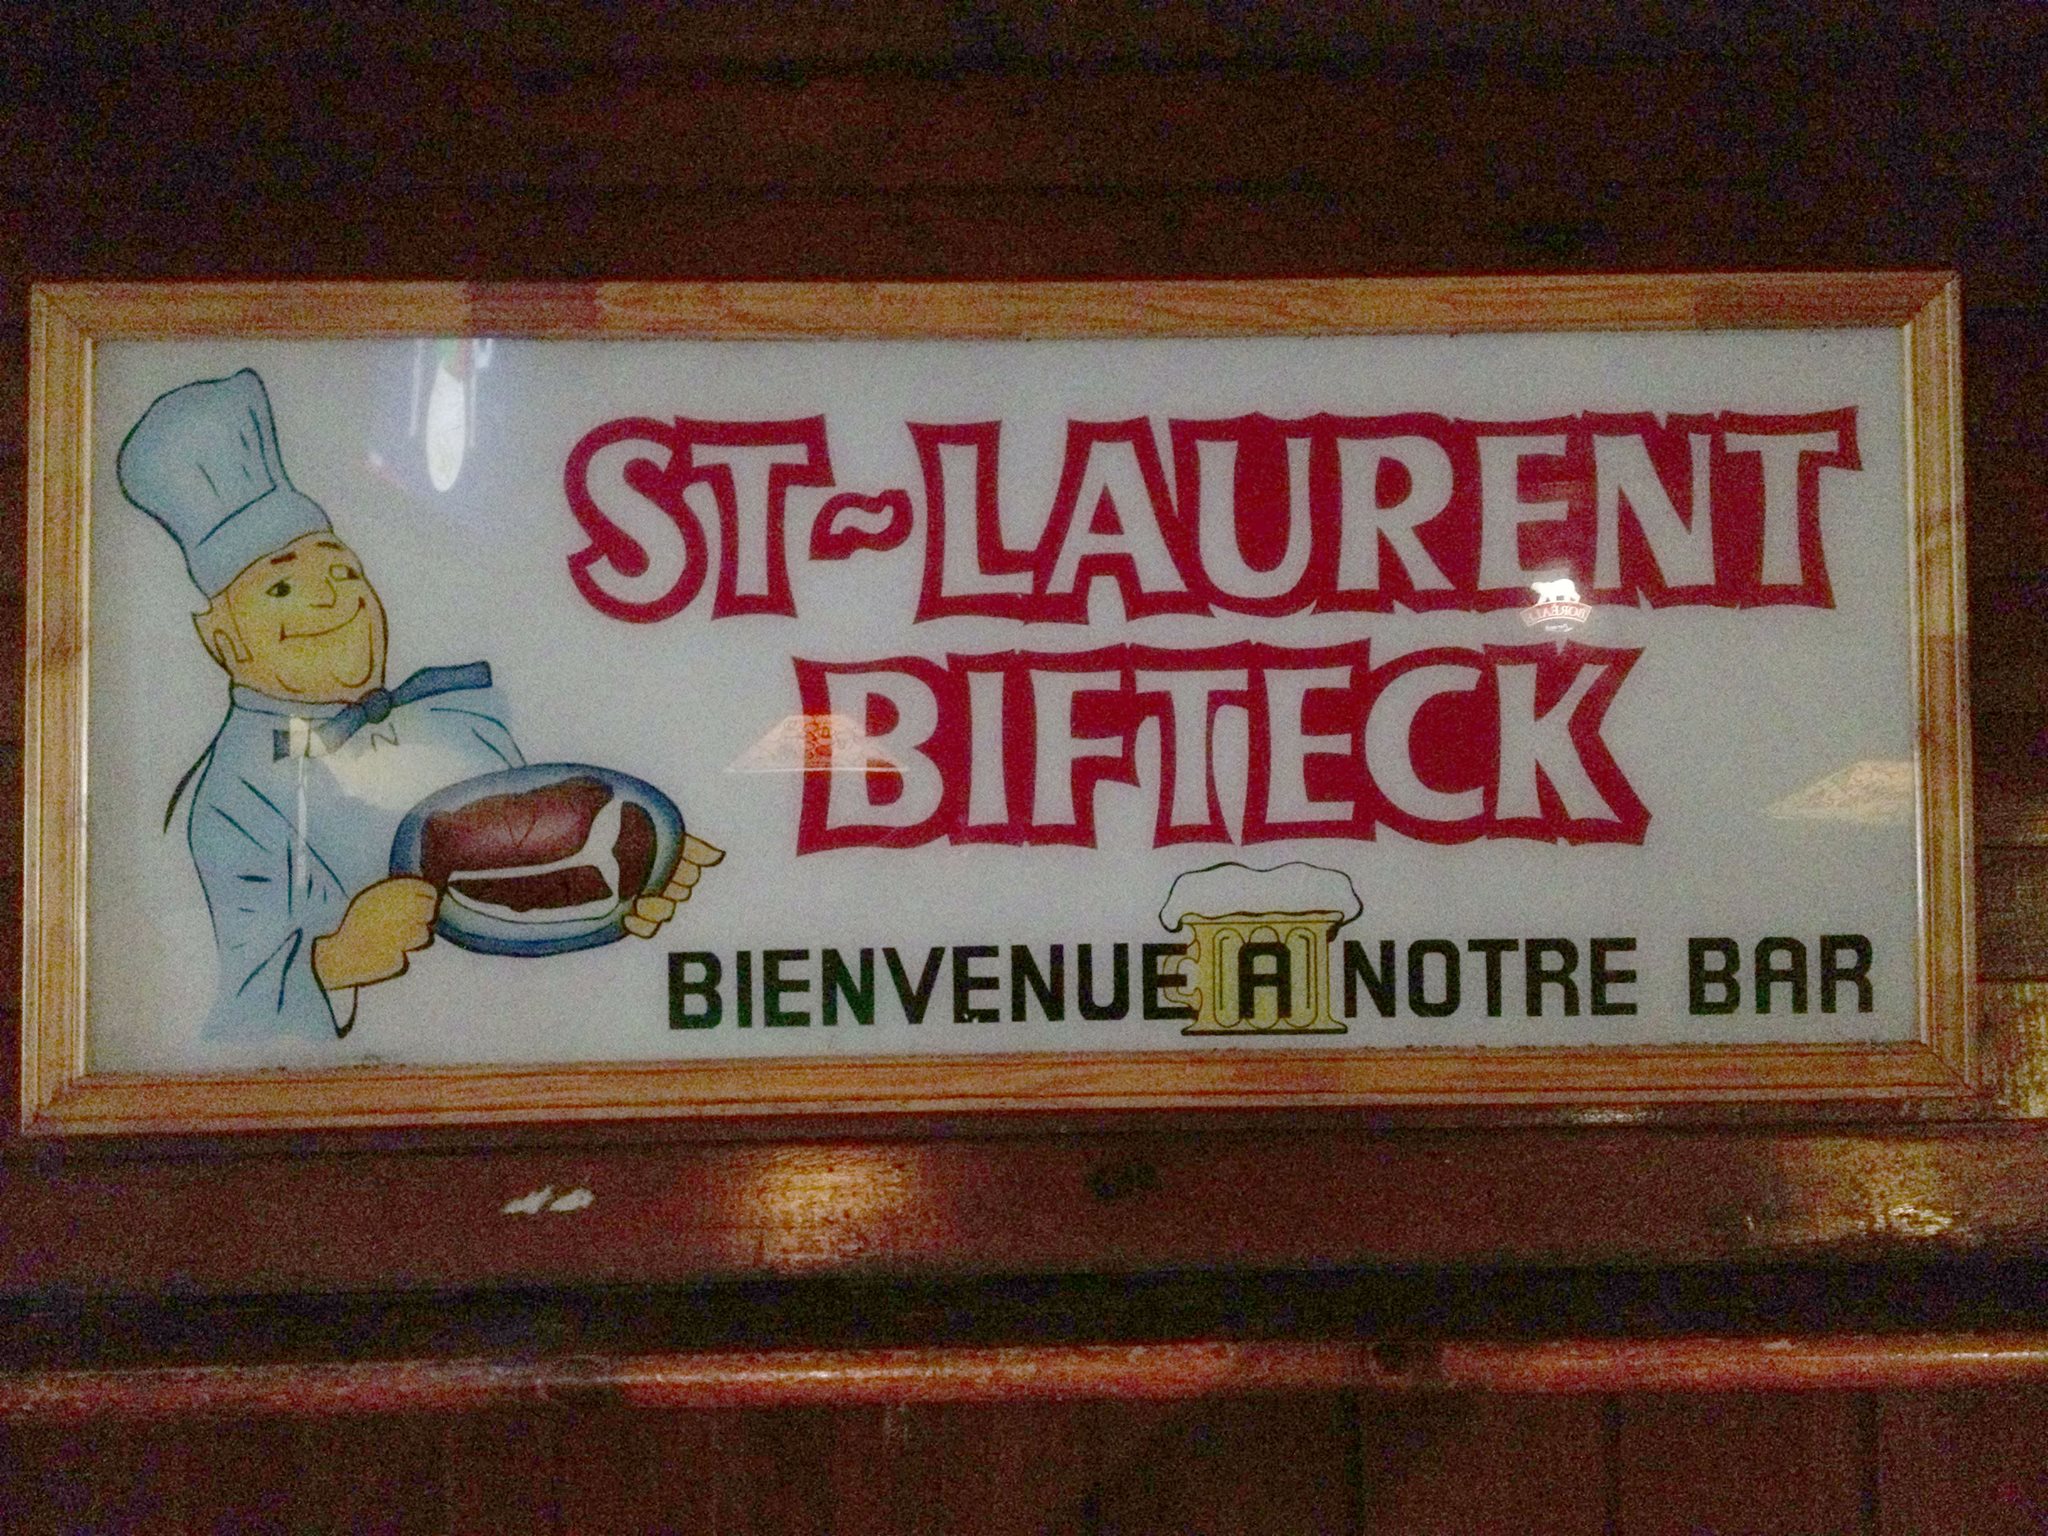 ST~LAURENT
BIFTECK
BIENVENUE A NOTRE BAR